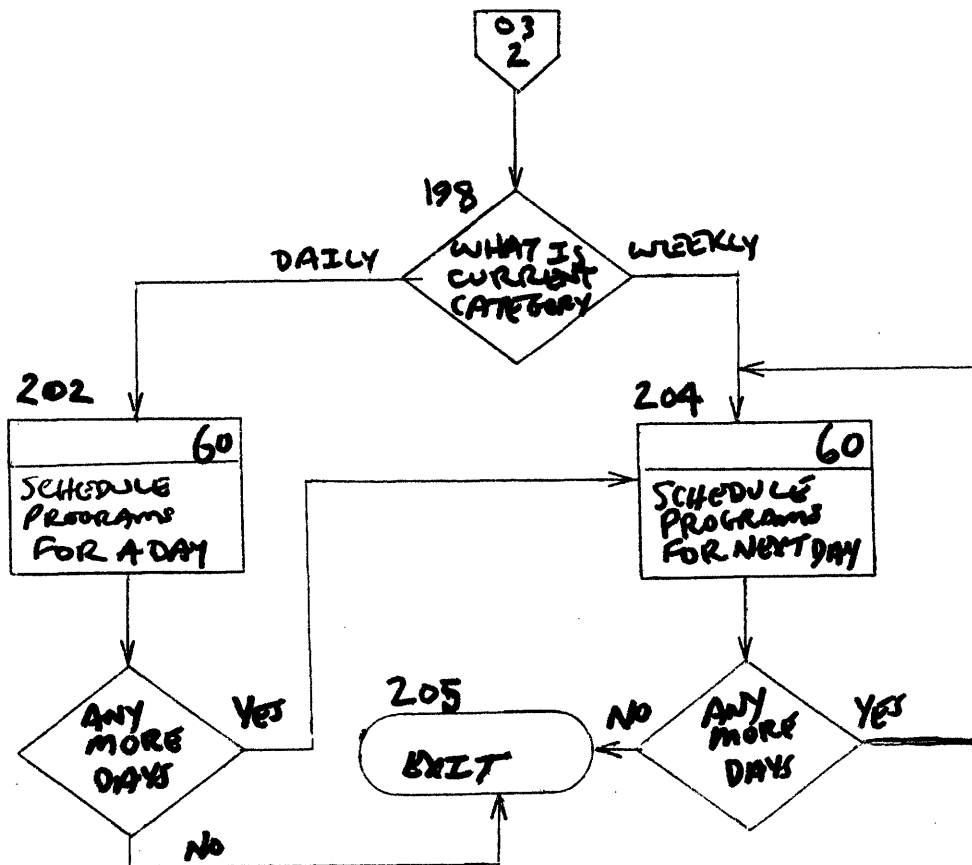 03
2
198
DAILY
WHAT IS
CURRENT
CATEGORY
WEEKLY
202
60
SCHEDULE
PROGRAMS
FOR A DAY
204
60
SCHEDULE
PROGRAMS
FOR NEXT DAY
ANY
MORE
DAYS
YES
NO
205
EXIT
NO
ANY
MORE
DAYS
YES